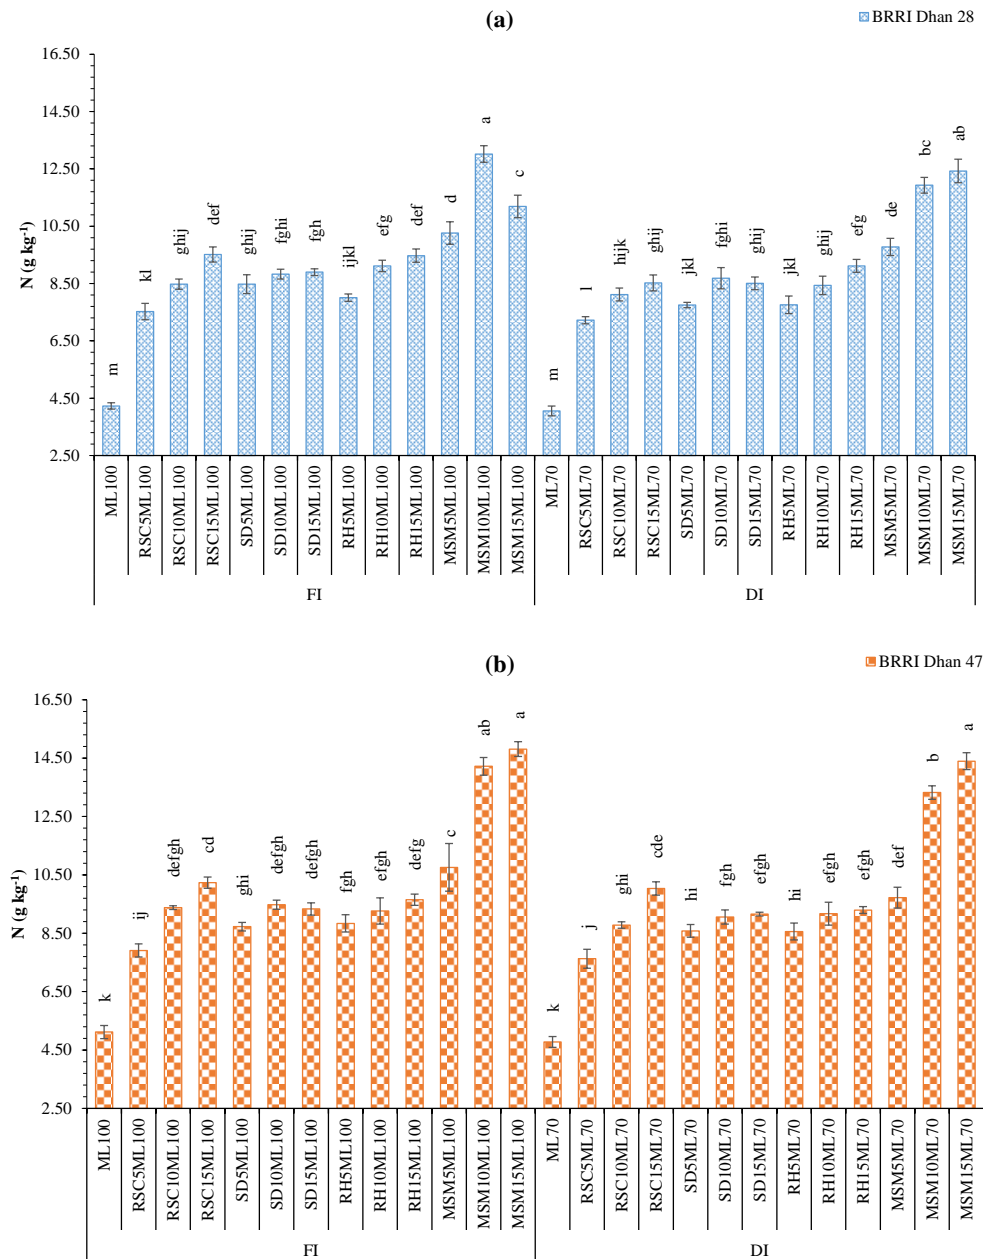 (a)
BRRI Dhan 28
N (g kg-1)
16.50
14.50
12.50
10.50
8.50
6.50
4.50
2.50
m
kl
ghij
def
ghij
fghi
fgh
ijkl
efg
def
d
a
c
m
l
hijk
ghij
jkl
fghi
ghij
jkl
ghij
efg
de
bc
ab
ML100
RSC5ML100
RSC10ML100
RSC15ML100
SD5ML100
SD10ML100
SD15ML100
RH5ML100
RH10ML100
RH15ML100
MSM5ML100
MSM10ML100
MSM15ML100
ML70
RSC5ML70
RSC10ML70
RSC15ML70
SD5ML70
SD10ML70
SD15ML70
RH5ML70
RH10ML70
RH15ML70
MSM5ML70
MSM10ML70
MSM15ML70
FI
DI
(b)
BRRI Dhan 47
N (g kg-1)
16.50
14.50
12.50
10.50
8.50
6.50
4.50
2.50
k
ij
defgh
cd
ghi
defgh
defgh
fgh
efgh
defg
c
ab
a
k
j
ghi
cde
hi
fgh
efgh
hi
efgh
efgh
def
b
a
ML100
RSC5ML100
RSC10ML100
RSC15ML100
SD5ML100
SD10ML100
SD15ML100
RH5ML100
RH10ML100
RH15ML100
MSM5ML100
MSM10ML100
MSM15ML100
ML70
RSC5ML70
RSC10ML70
RSC15ML70
SD5ML70
SD10ML70
SD15ML70
RH5ML70
RH10ML70
RH15ML70
MSM5ML70
MSM10ML70
MSM15ML70
FI
DI